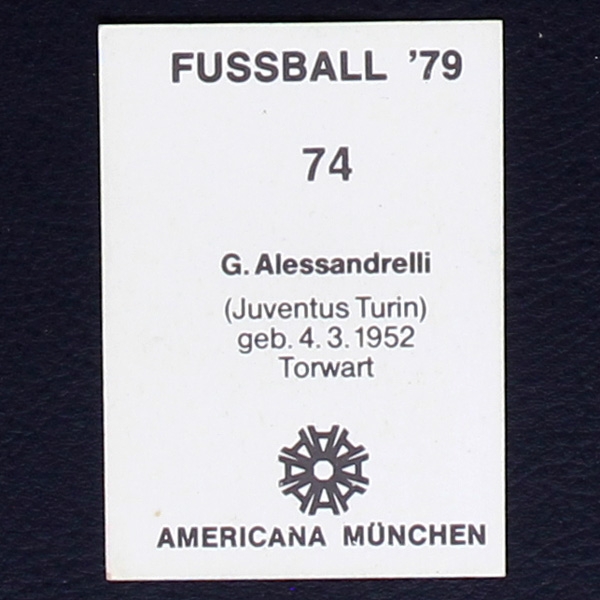 FUSSBALL '79
74
G. Alessandrelli
(Juventus Turin)
geb. 4. 3. 1952
Torwart
AMERICANA MÜNCHEN